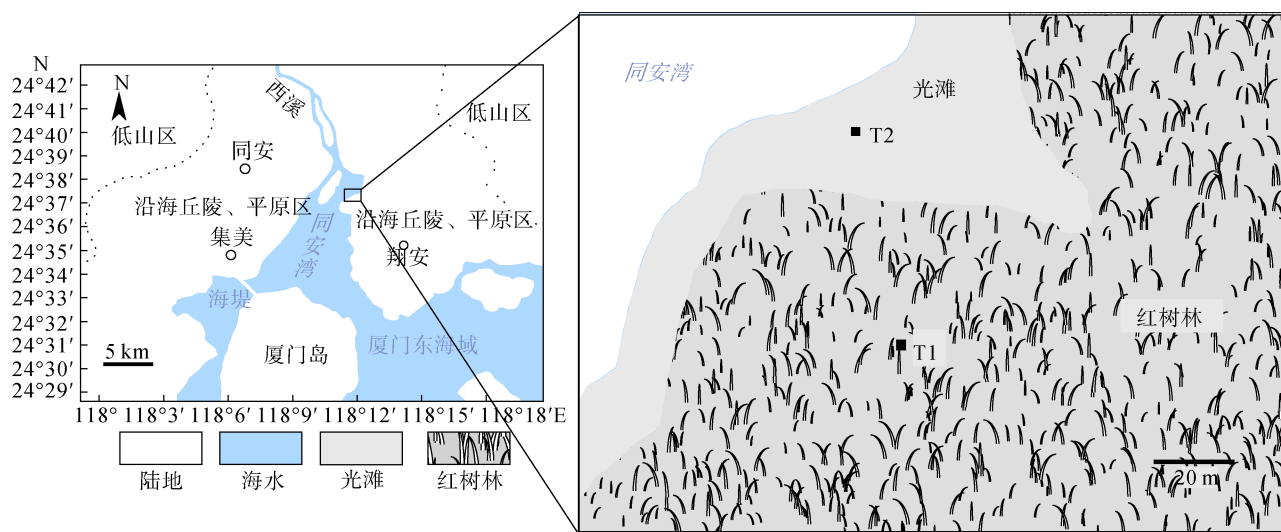 N
24°42′
24°41′
24°40′
24°39′
24°38′
24°37′
24°35′
24°34′
24°33′
24°32′
24°31′
24°29′
N
低山区
西溪
低山区
同安
沿海丘陵、平原区
集美
同安湾
沿海丘陵、平原区
翔安
海堤
厦门岛
厦门东海域
5 km
118° 118°3′ 118°6′ 118°9′ 118°12′ 118°15′ 118°18′E
陆地
海水
光滩
红树林
同安湾
光滩
T2
红树林
T1
20 m